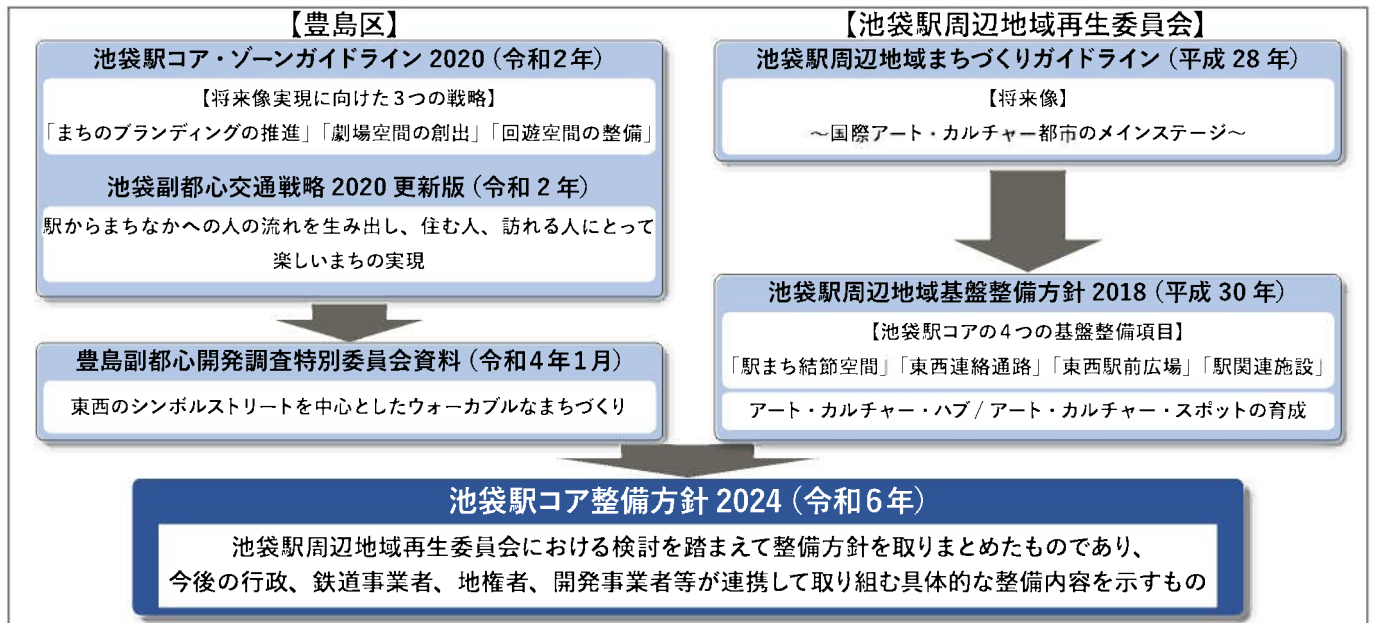 【豊島区】
池袋駅コア・ゾーンガイドライン 2020（令和2年）
【将来像実現に向けた3つの戦略】
「まちのブランディングの推進」「劇場空間の創出」「回遊空間の整備」
池袋副都心交通戦略 2020 更新版（令和 2 年）
駅からまちなかへの人の流れを生み出し、住む人、訪れる人にとって
楽しいまちの実現
豊島副都心開発調査特別委員会資料（令和4年1月）
東西のシンボルストリートを中心としたウォーカブルなまちづくり
【池袋駅周辺地域再生委員会】
池袋駅周辺地域まちづくりガイドライン（平成 28 年）
【将来像】
～国際アート・カルチャー都市のメインステージ～
池袋駅周辺地域基盤整備方針 2018（平成 30 年）
【池袋駅コアの4つの基盤整備項目】
「駅まち結節空間」「東西連絡通路」「東西駅前広場」「駅関連施設」
アート・カルチャー・ハブ / アート・カルチャー・スポットの育成
池袋駅コア整備方針 2024（令和6年）
池袋駅周辺地域再生委員会における検討を踏まえて整備方針を取りまとめたものであり、
今後の行政、鉄道事業者、地権者、開発事業者等が連携して取り組む具体的な整備内容を示すもの